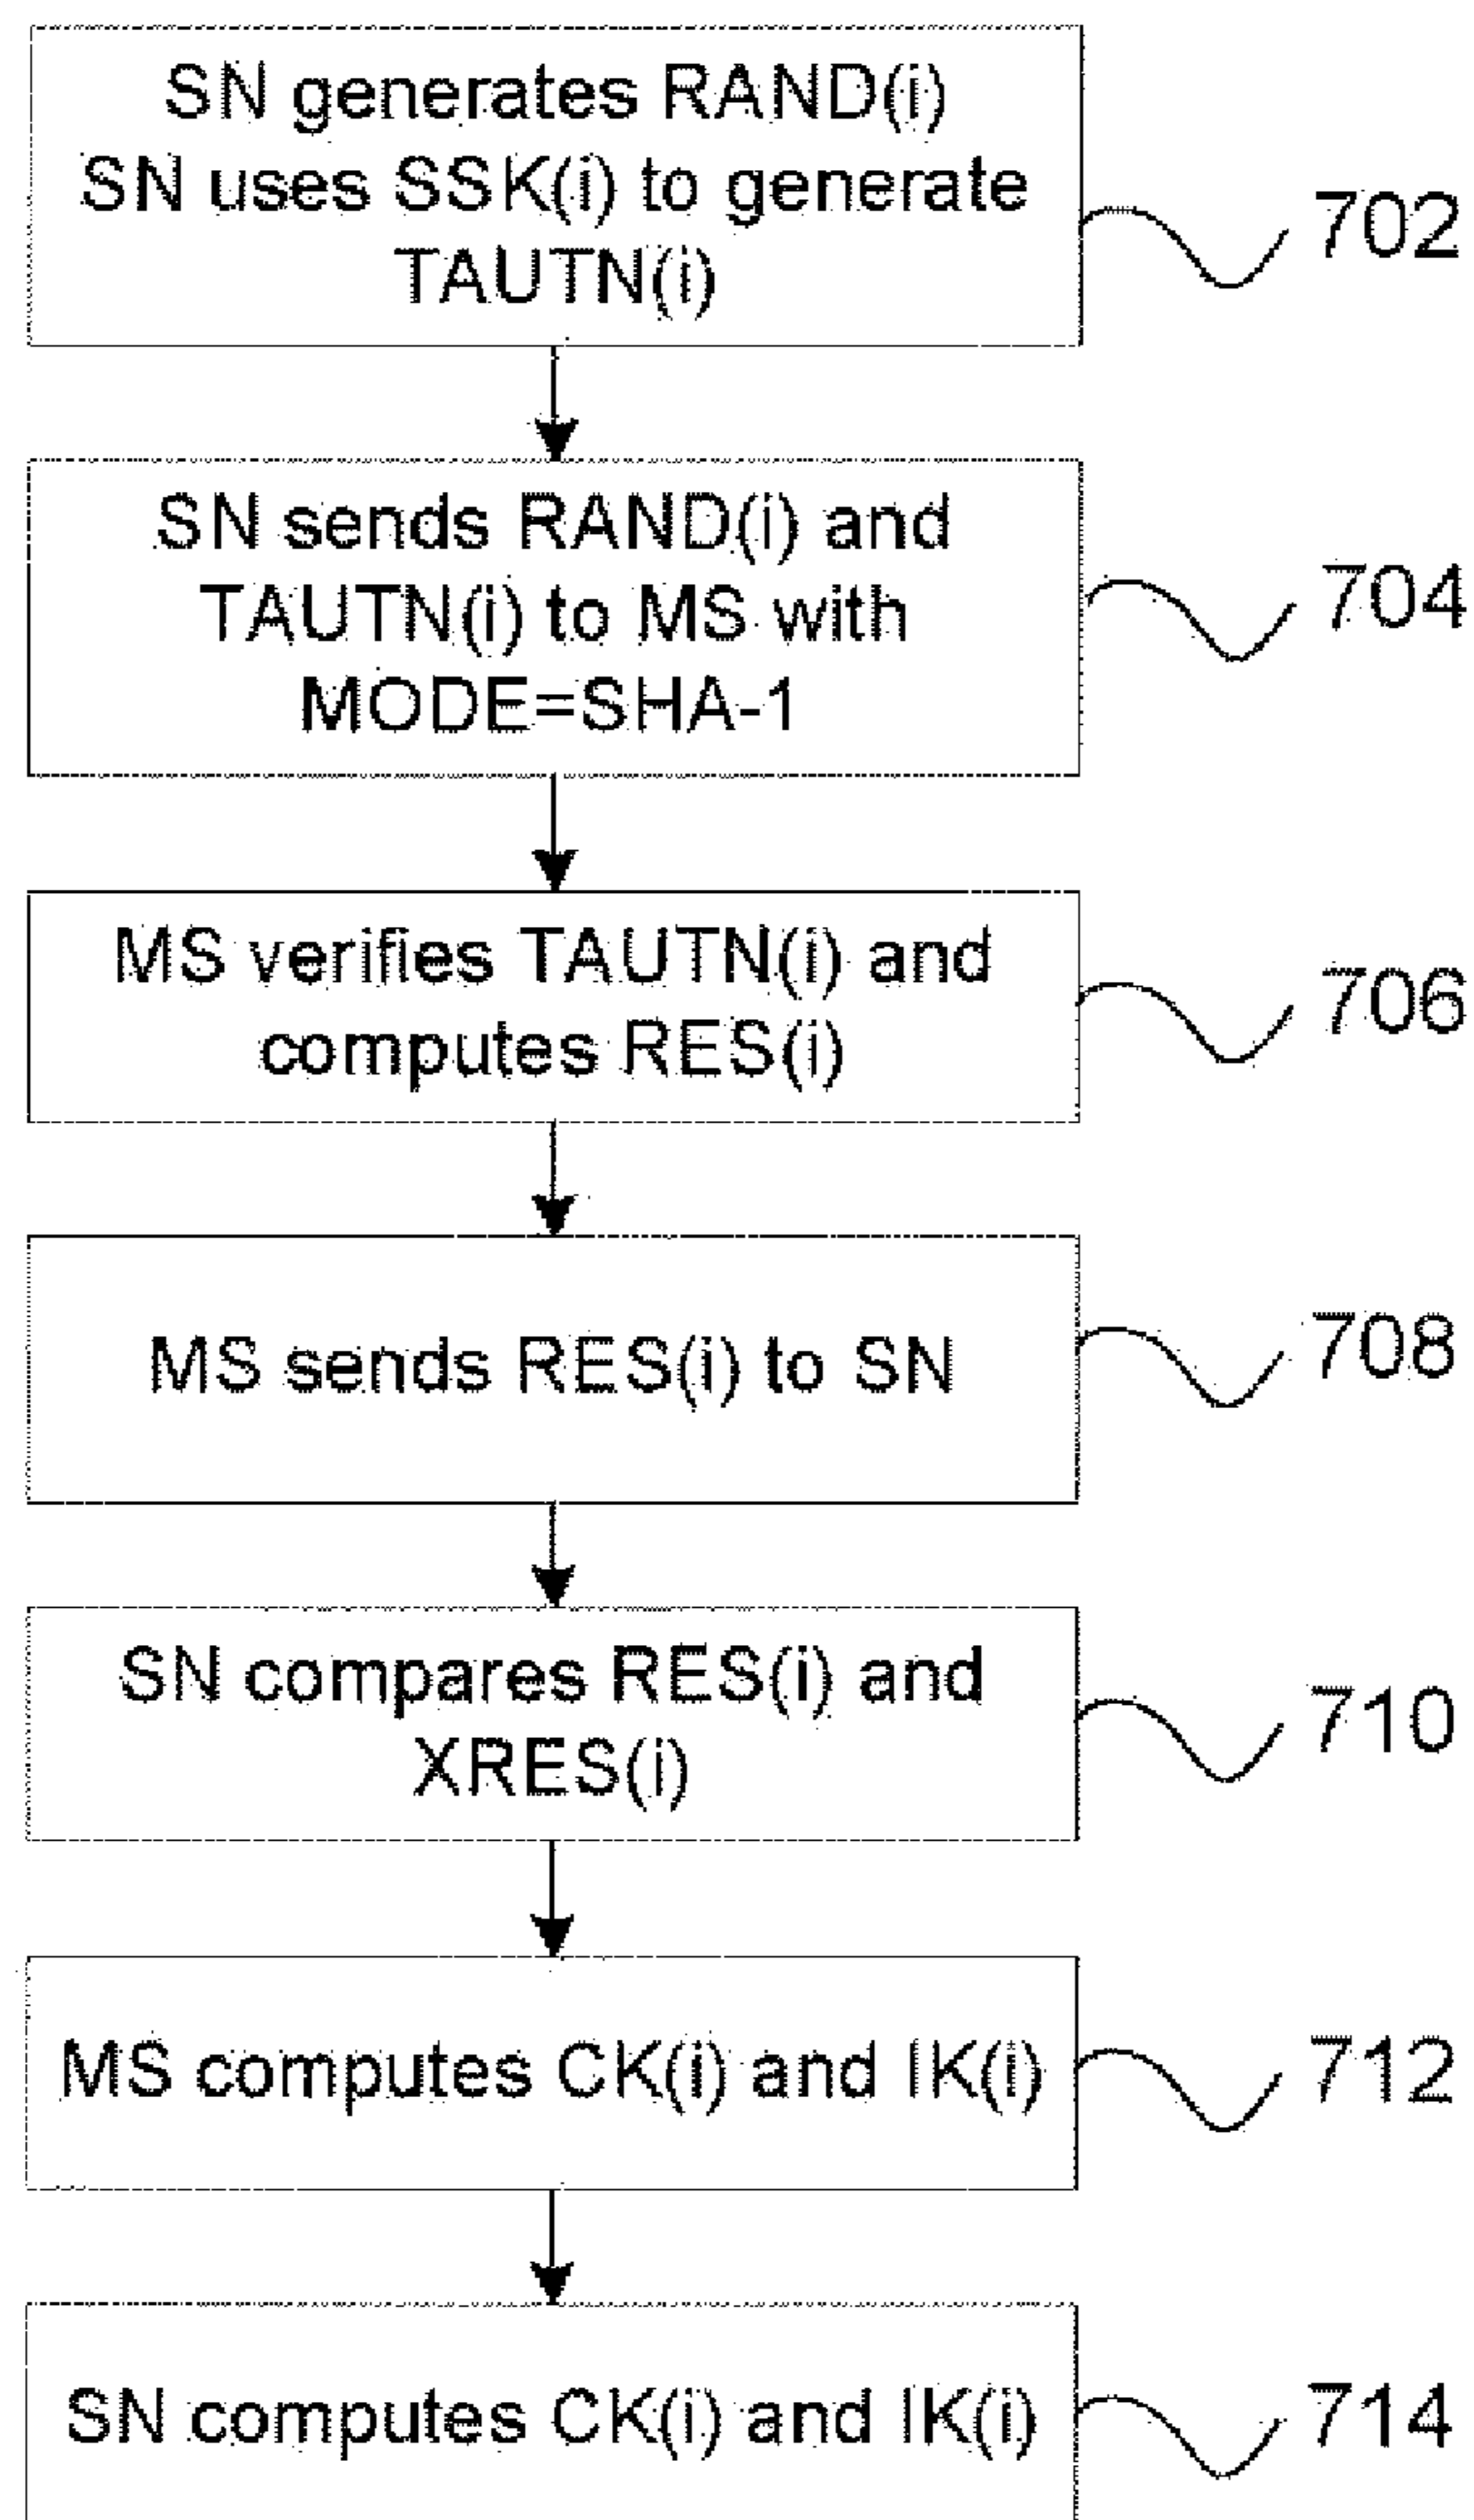 SN generates RAND(i)
SN uses SSK(i) to generate
TAUTN(i)
702
SN sends RAND(i) and
TAUTN(i) to MS with
MODE=SHA-1
704
MS verifies TAUTN(i) and
computes RES(i)
706
MS sends RES(i) to SN
708
SN compares RES(i) and
XRES(i)
710
MS computes CK(i) and IK(i)
712
SN computes CK(i) and IK(i)
714